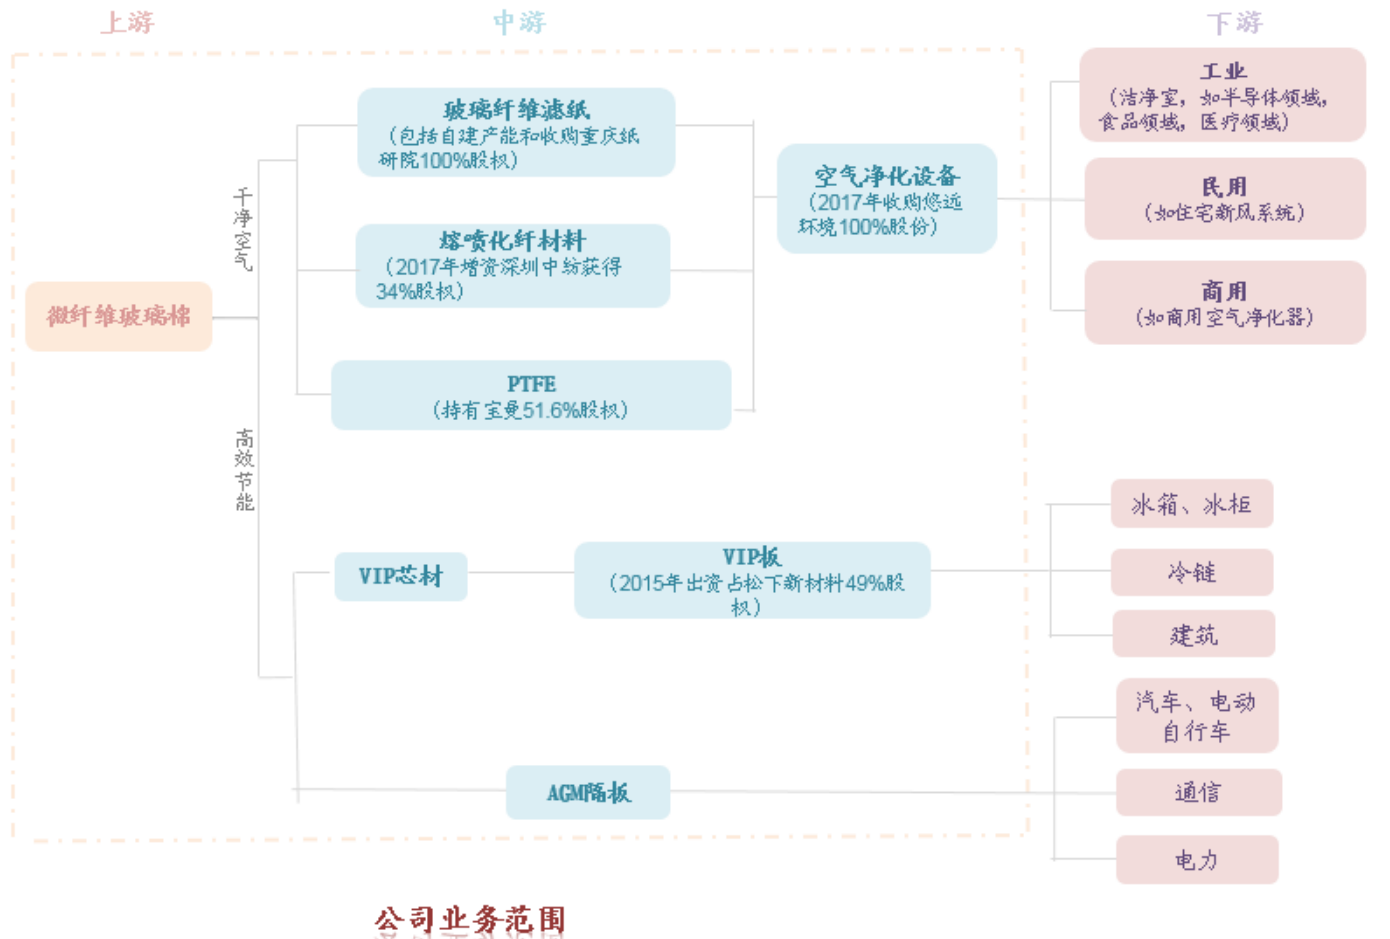 上游
中游
下游
玻璃纤维滤纸
（包括自建产能和收购重庆纸
研院100%股权）
熔喷化纤材料
（2017年增资深圳中纺获得
34%股权）
PTFE
（持有宝曼51.6%股权）
空气净化设备
（2017年收购悠远
环境100%股份）
工业
（洁净室，如半导体领域，
食品领域，医疗领域）
民用
（如住宅新风系统）
商用
（如商用空气净化器）
干净空气
微纤维玻璃棉
高效节能
VIP芯材
VIP板
（2015年出资占松下新材料49%股
权）
冰箱、冰柜
冷链
建筑
AGM隔板
汽车、电动
自行车
通信
电力
公司业务范围